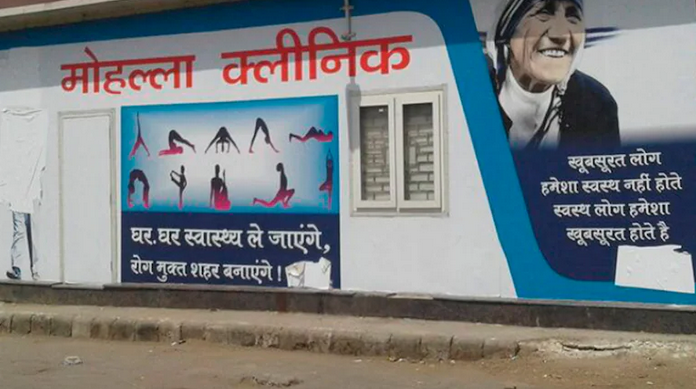 मोहल्ला क्लीनिक
घर.घर स्वास्थ्य ले जाएंगे,
रोग मुक्त शहर बनाएंगे !
खूबसूरत लोग
हमेशा स्वस्थ नहीं होते
स्वस्थ लोग हमेशा
खूबसूरत होते है